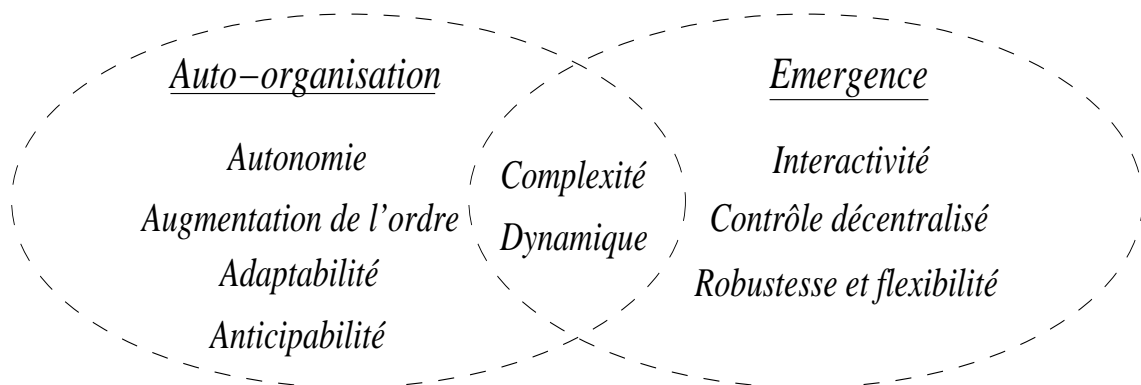 Auto–organisation
Autonomie
Augmentation de l'ordre
Adaptabilité
Anticipabilité
Complexité
Dynamique
Emergence
Interactivité
Contrôle décentralisé
Robustesse et flexibilité